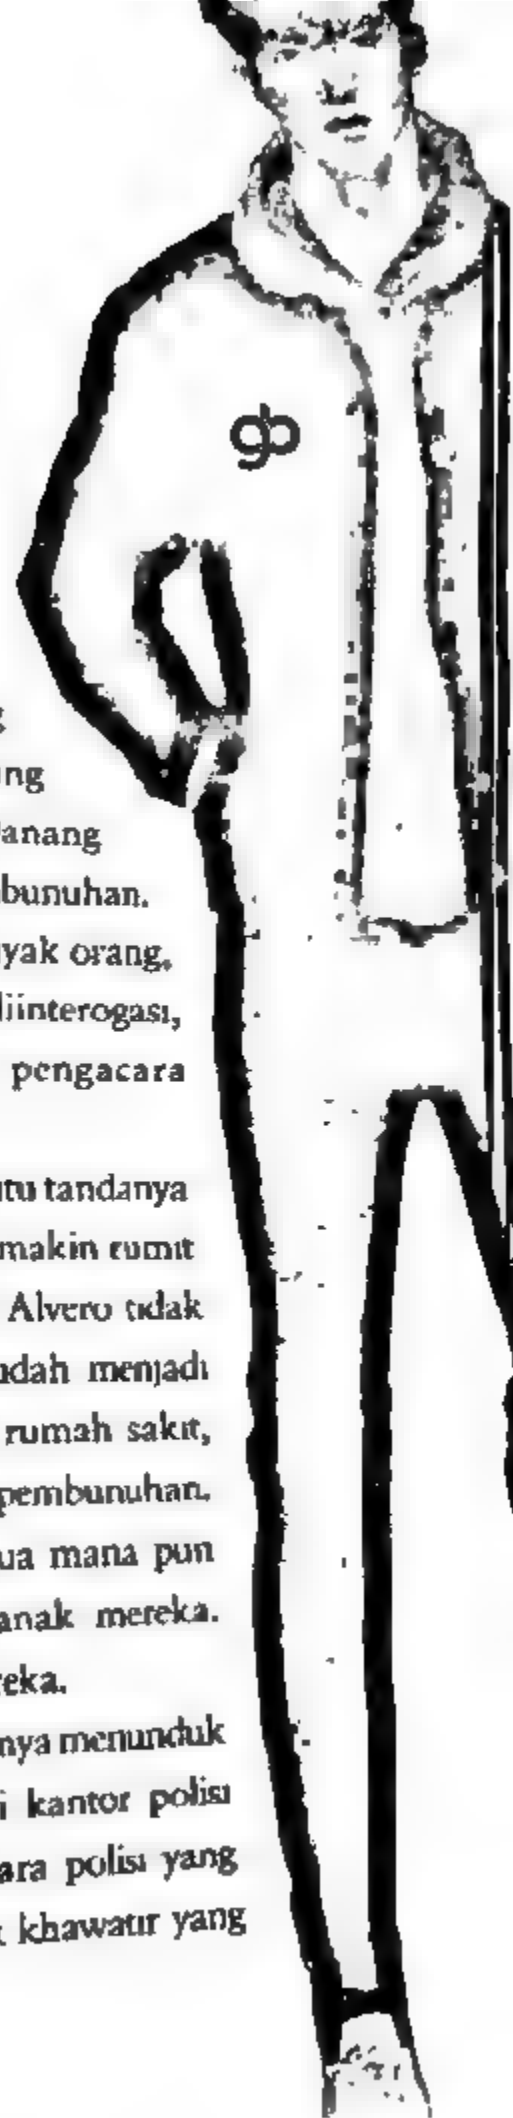 gb
ung
anang
bunuhan.
yak orang,
diinterogasi,
pengacara
itu tandanya
makin rumit
Alvero tidak
udah menjadi
rumah sakit,
pembunuhan.
ua mana pun
anak mereka.
reka.
nya menunduk
i kantor polisi
ara polisi yang
khawatir yang